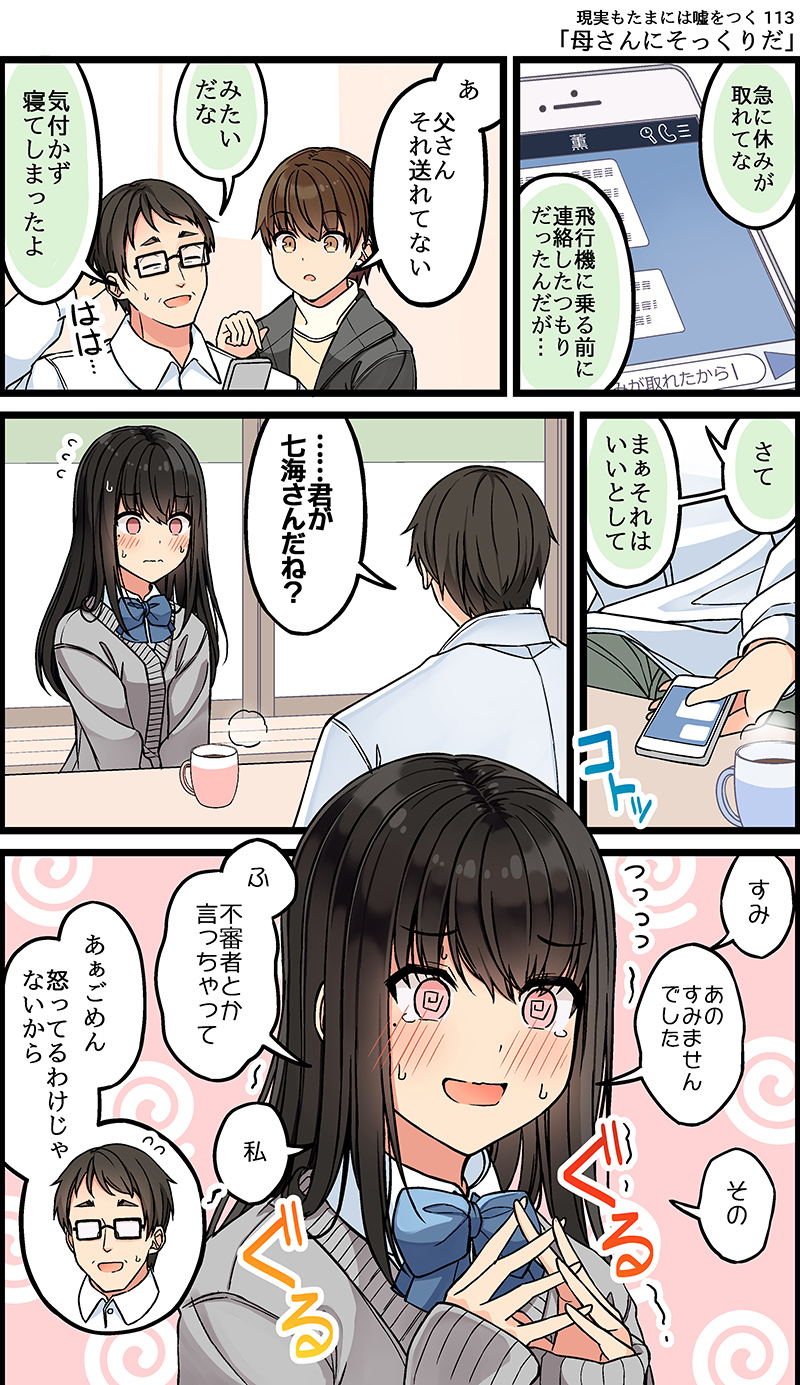 現実もたまには嘘をつく 113
「母さんにそっくりだ」
急に休みが
取れてな
薫
飛行機に乗る前に
連絡したつもり
だったんだが…
みが取れたから
あ
父さん
それ送れてない
みたい
だな
気付かず
寝てしまったよ
はは…
さて
まぁそれは
いいとして
コトッ
……君が
七海さんだね？
すみ
つっつっ
あの
すみません
でした
その
ぐる
ふ
不審者とか
言っちゃって
私
ぐる
あぁごめん
怒ってるわけじゃ
ないから